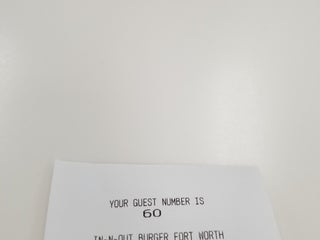 YOUR GUEST NUMBER IS
60
IN-N-OUT BURGER FORT WORTH